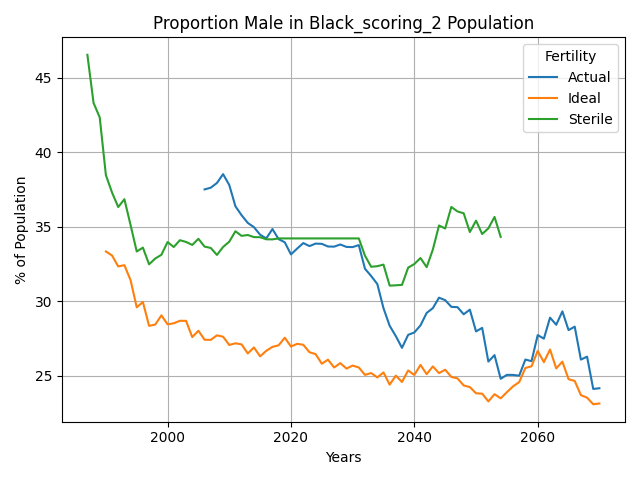 Proportion Male in Black_scoring_2 Population
Fertility
Actual
Ideal
Sterile
% of Population
45
40
35
30
25
2000
2020
2040
2060
Years